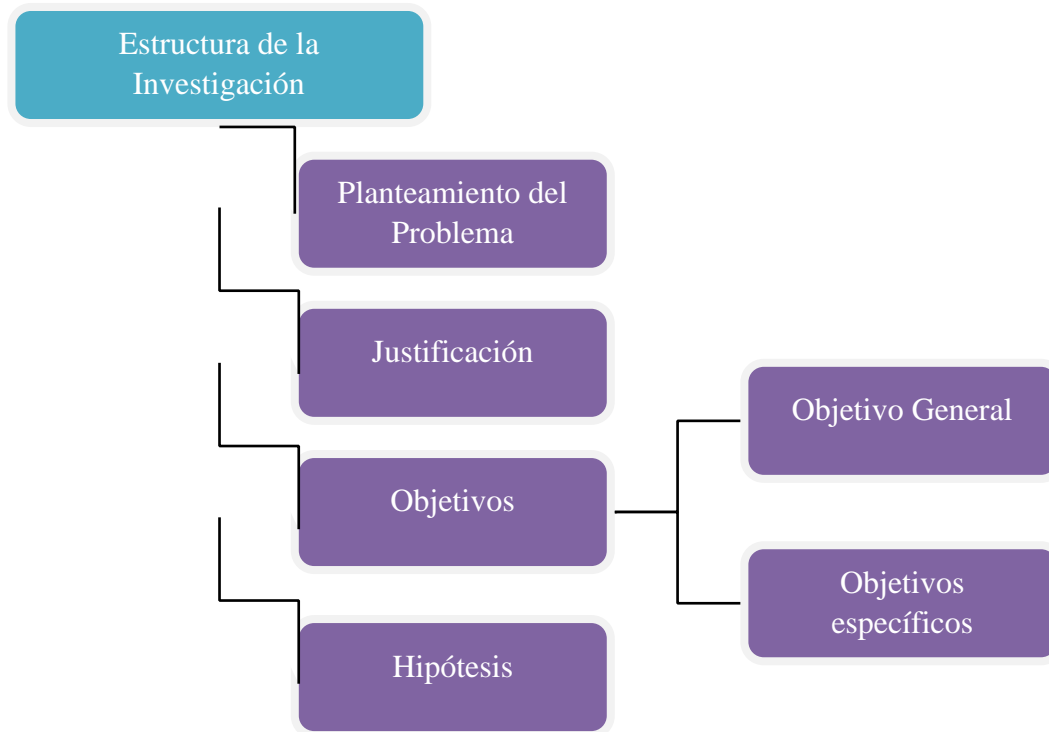 Estructura de la
Investigación
Planteamiento del
Problema
Justificación
Objetivos
Hipótesis
Objetivo General
Objetivos
específicos